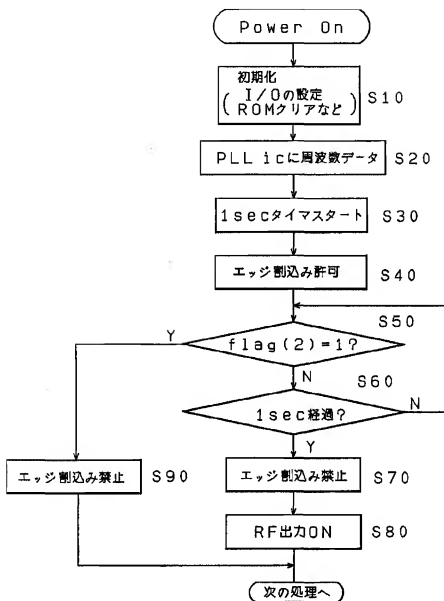 Power On
初期化
(I/Oの設定
ROMクリアなど)
S10
PLL icに周波数データ
S20
1secタイマスタート
S30
エッジ割込み許可
S40
S50
Y
flag(2)=1?
N
S60
1sec経過?
N
Y
エッジ割込み禁止
S90
エッジ割込み禁止
S70
RF出力ON
S80
次の処理へ